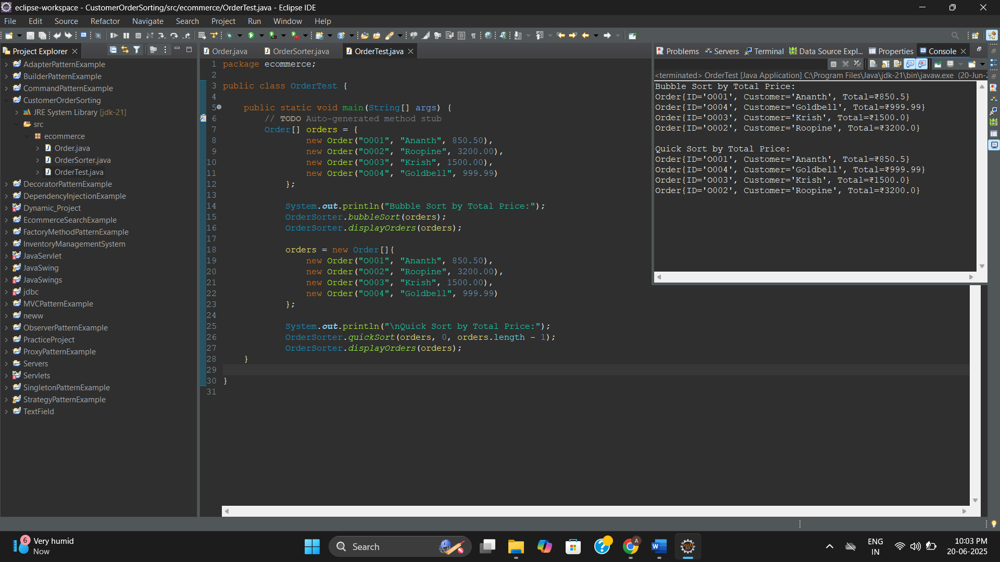 eclipse-workspace - CustomerOrderSorting/src/ecommerce/OrderTest.java - Eclipse IDE
File Edit Source Refactor Navigate Search Project Run Window Help
Project Explorer
AdapterPatternExample
BuilderPatternExample
CommandPatternExample
CustomerOrderSorting
JRE System Library [jdk-21]
src
ecommerce
Order.java
OrderSorter.java
OrderTest.java
DecoratorPatternExample
DependencyInjectionExample
Dynamic_Project
EcommerceSearchExample
FactoryMethodPatternExample
InventoryManagementSystem
JavaServlet
JavaSwing
JavaSwings
jdbc
MVCPatternExample
neww
ObserverPatternExample
PracticeProject
ProxyPatternExample
Servers
Servlets
SingletonPatternExample
StrategyPatternExample
TextField
Order.java OrderSorter.java OrderTest.java
1 package ecommerce;
2
3 public class OrderTest {
4
5 public static void main(String[] args) {
6 // TODO Auto-generated method stub
7 Order[] orders = {
8 new Order("O001", "Ananth", 850.50),
9 new Order("O002", "Roopine", 3200.00),
10 new Order("O003", "Krish", 1500.00),
11 new Order("O004", "Goldbell", 999.99)
12 };
13
14 System.out.println("Bubble Sort by Total Price:");
15 OrderSorter.bubbleSort(orders);
16 OrderSorter.displayOrders(orders);
17
18 orders = new Order[]{
19 new Order("O001", "Ananth", 850.50),
20 new Order("O002", "Roopine", 3200.00),
21 new Order("O003", "Krish", 1500.00),
22 new Order("O004", "Goldbell", 999.99)
23 };
24
25 System.out.println("\nQuick Sort by Total Price:");
26 OrderSorter.quickSort(orders, 0, orders.length - 1);
27 OrderSorter.displayOrders(orders);
28 }
29
30 }
31
Problems Servers Terminal Data Source Expl... Properties Console
<terminated> OrderTest [Java Application] C:\Program Files\Java\jdk-21\bin\javaw.exe (20-Jun-2
Bubble Sort by Total Price:
Order{ID='O001', Customer='Ananth', Total=₹850.5}
Order{ID='O004', Customer='Goldbell', Total=₹999.99}
Order{ID='O003', Customer='Krish', Total=₹1500.0}
Order{ID='O002', Customer='Roopine', Total=₹3200.0}
Quick Sort by Total Price:
Order{ID='O001', Customer='Ananth', Total=₹850.5}
Order{ID='O004', Customer='Goldbell', Total=₹999.99}
Order{ID='O003', Customer='Krish', Total=₹1500.0}
Order{ID='O002', Customer='Roopine', Total=₹3200.0}
6
Very humid
Now
Search
A
W
JAVA EE
IDE
ENG
IN
10:03 PM
20-06-2025